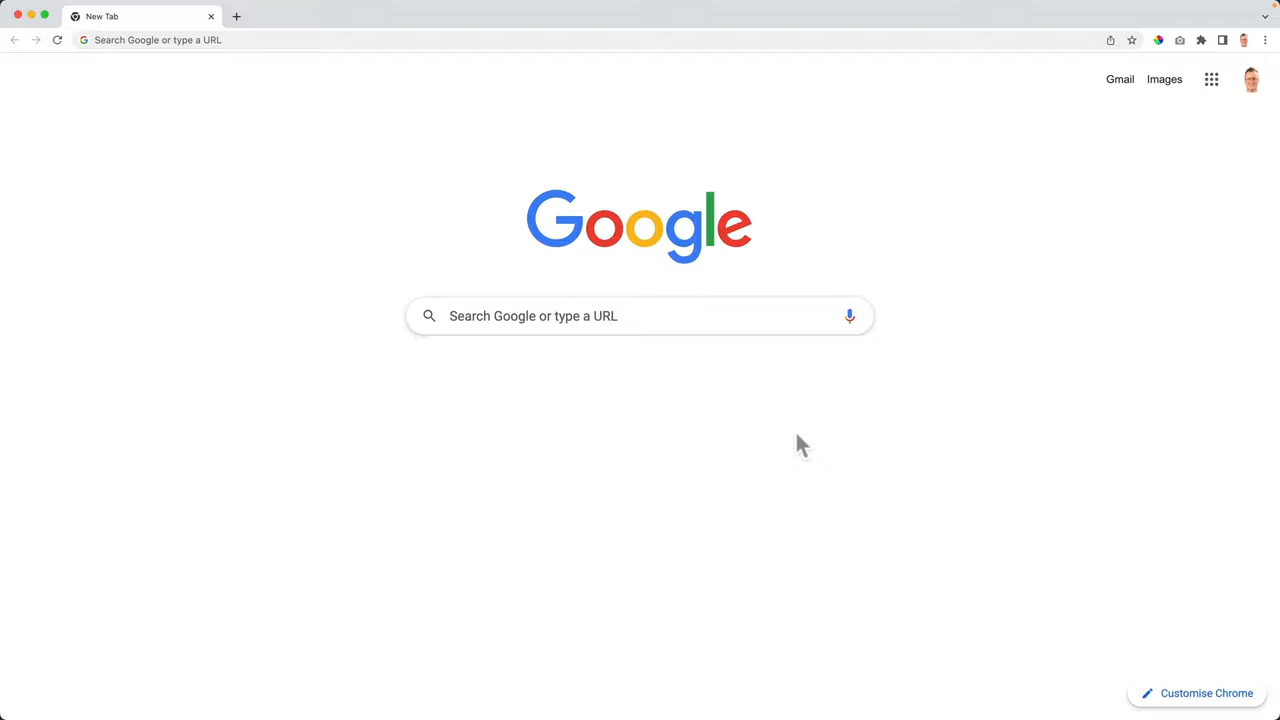 New Tab
Search Google or type a URL
Gmail Images
Google
Search Google or type a URL
Customise Chrome